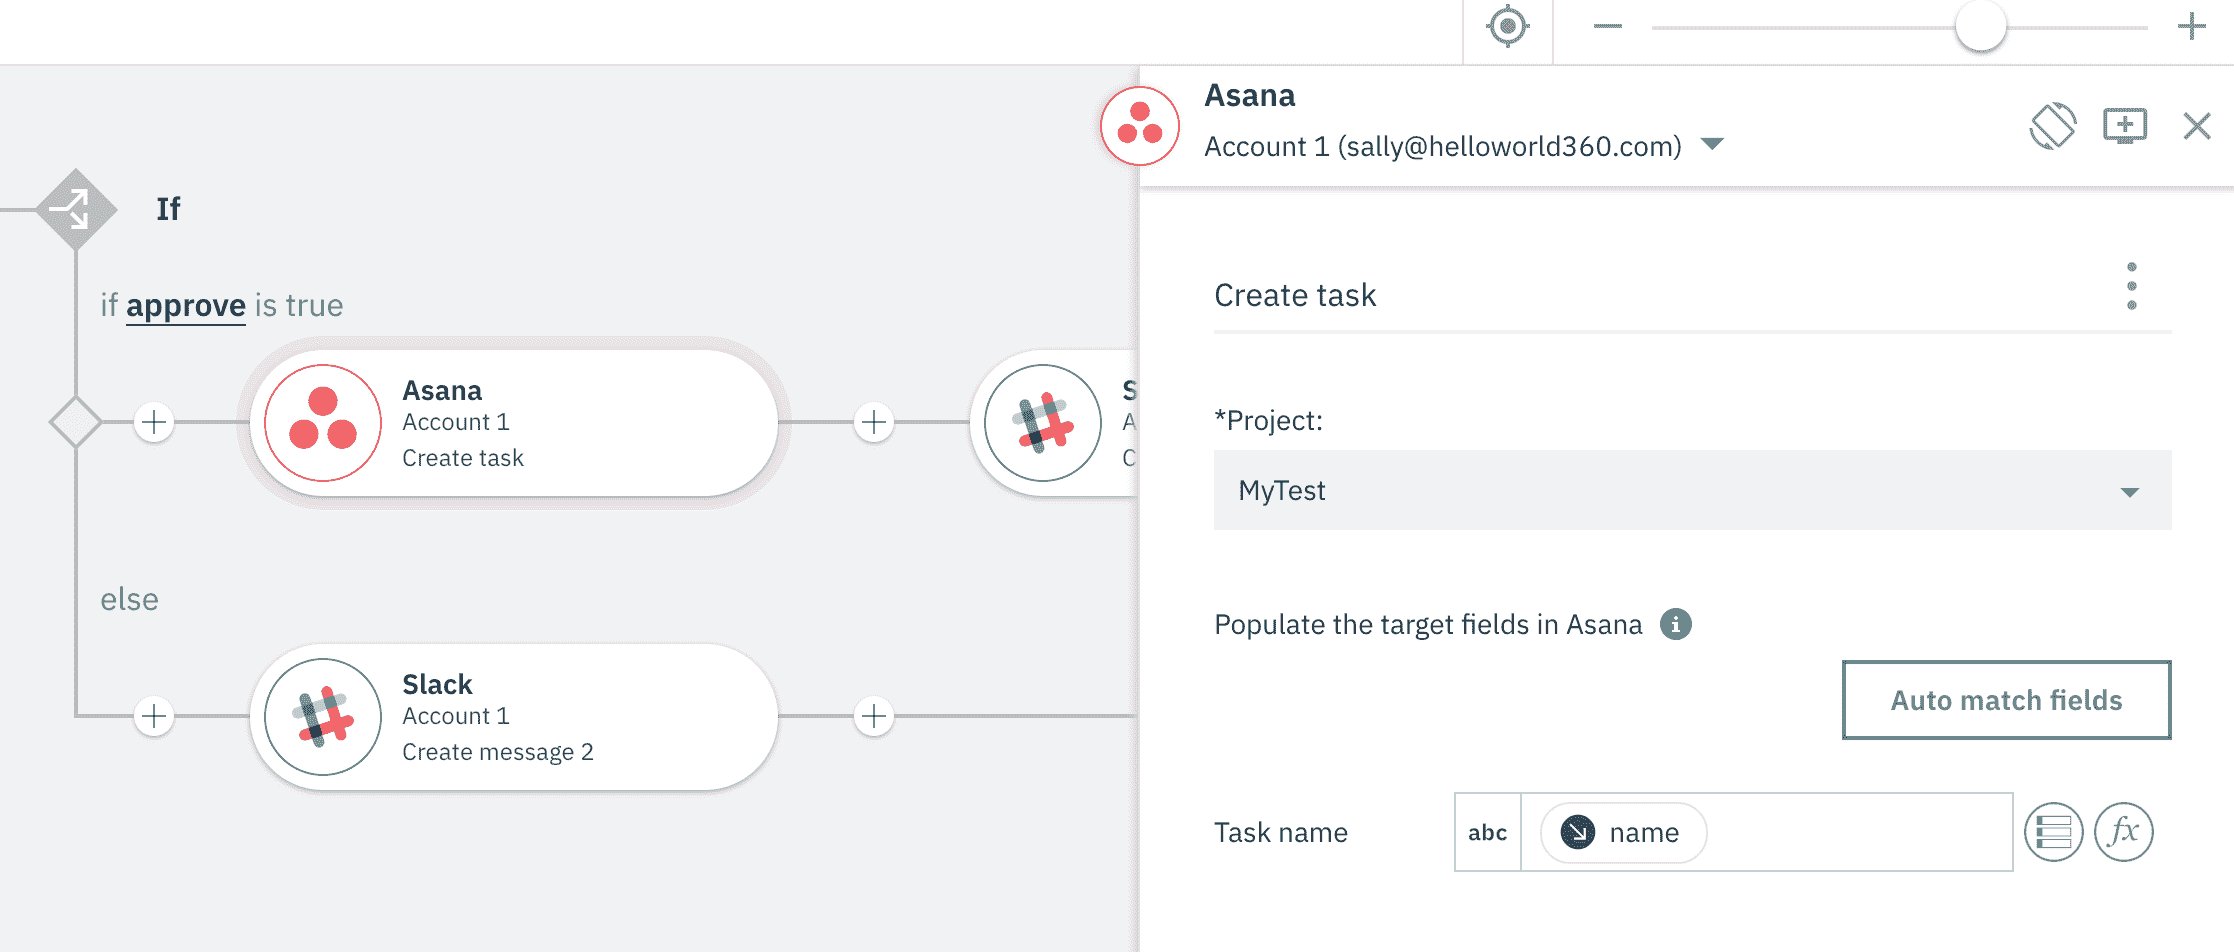 Asana
Account 1 (sally@helloworld360.com)
If
if approve is true
Asana
Account 1
Create task
S
A
C
else
Slack
Account 1
Create message 2
Create task
*Project:
MyTest
Populate the target fields in Asana
Auto match fields
Task name
abc
name
fx